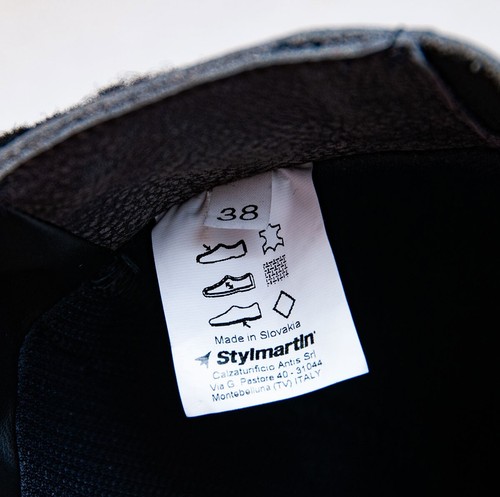 38
Made in Slovakia
Stylmartin
Calzaturificio Antis Srl
Via G. Pastore 40 - 31044
Montebelluna (TV) ITALY